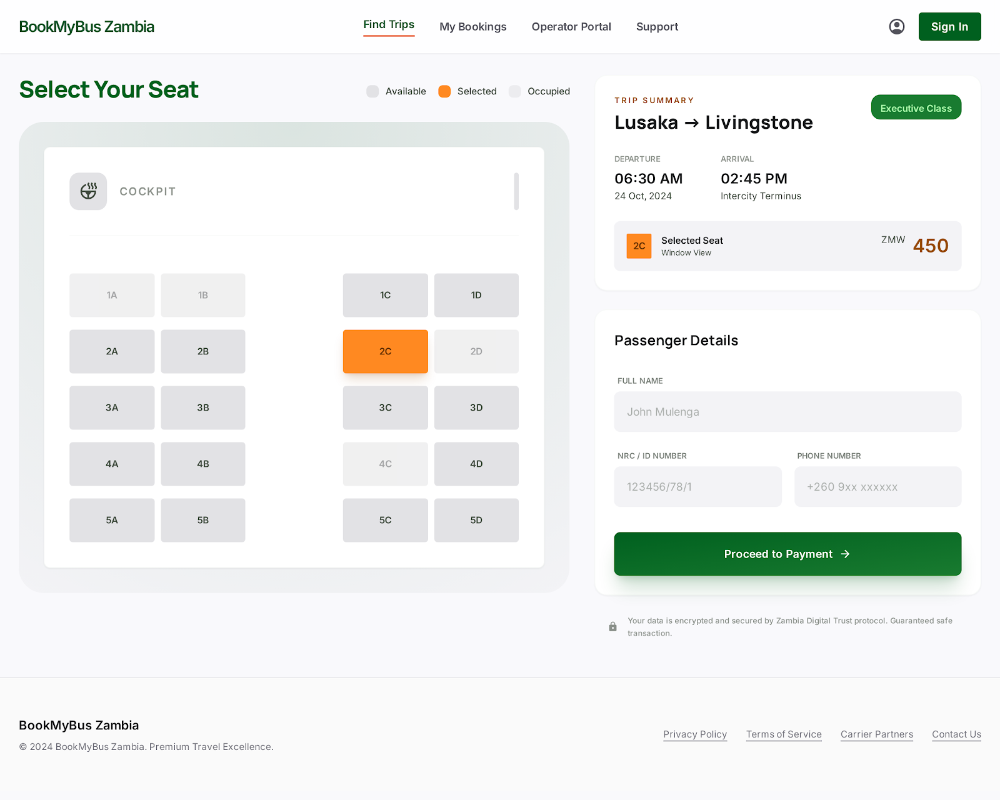 BookMyBus Zambia
Find Trips
My Bookings
Operator Portal
Support
Sign In
Select Your Seat
Available
Selected
Occupied
COCKPIT
1A 1B 1C 1D
2A 2B 2C 2D
3A 3B 3C 3D
4A 4B 4C 4D
5A 5B 5C 5D
TRIP SUMMARY
Lusaka → Livingstone
Executive Class
DEPARTURE
06:30 AM
24 Oct, 2024
ARRIVAL
02:45 PM
Intercity Terminus
2C
Selected Seat
Window View
ZMW 450
Passenger Details
FULL NAME
John Mulenga
NRC / ID NUMBER
123456/78/1
PHONE NUMBER
+260 9xx xxxxxx
Proceed to Payment →
Your data is encrypted and secured by Zambia Digital Trust protocol. Guaranteed safe
transaction.
BookMyBus Zambia
© 2024 BookMyBus Zambia. Premium Travel Excellence.
Privacy Policy
Terms of Service
Carrier Partners
Contact Us